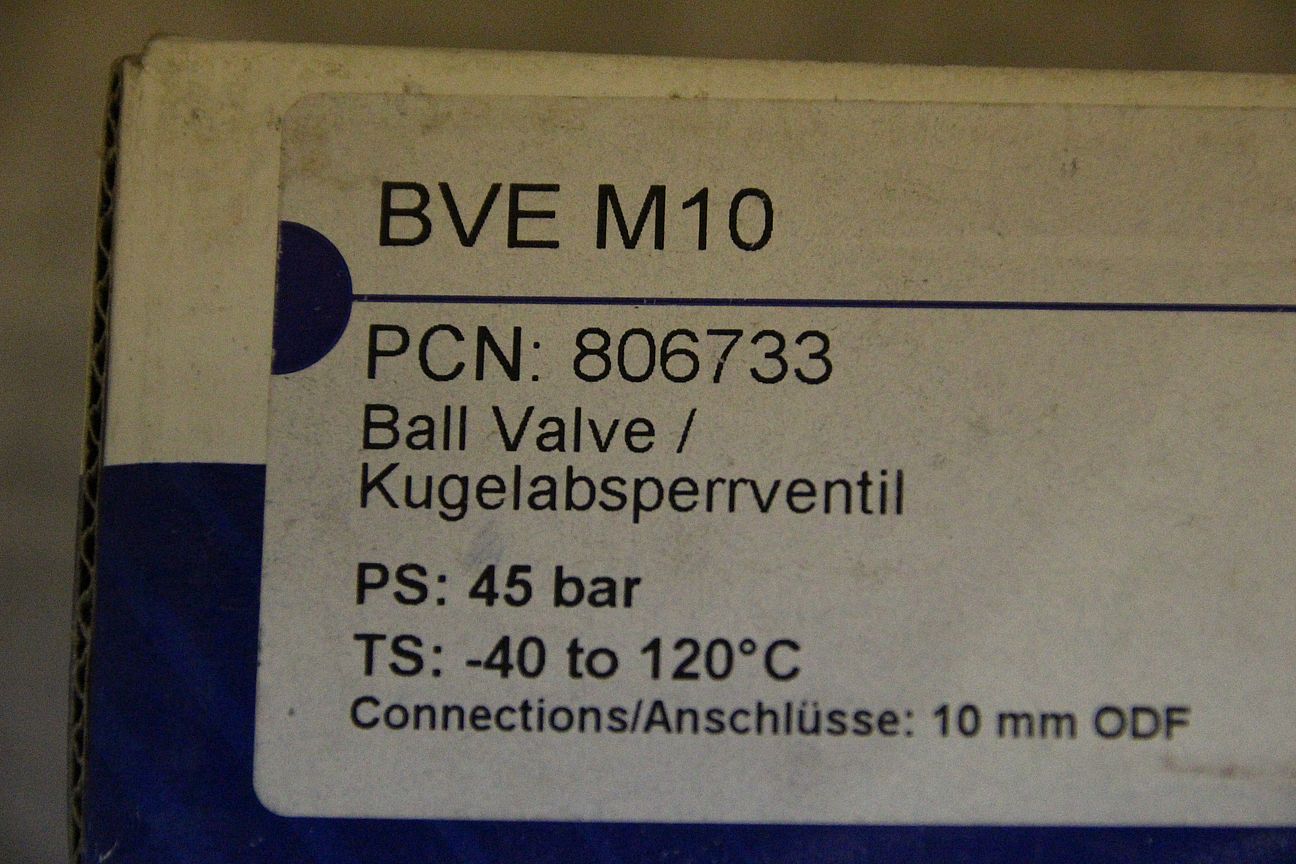 BVE M10
PCN: 806733
Ball Valve /
Kugelabsperrventil
PS: 45 bar
TS: -40 to 120°C
Connections/Anschlüsse: 10 mm ODF